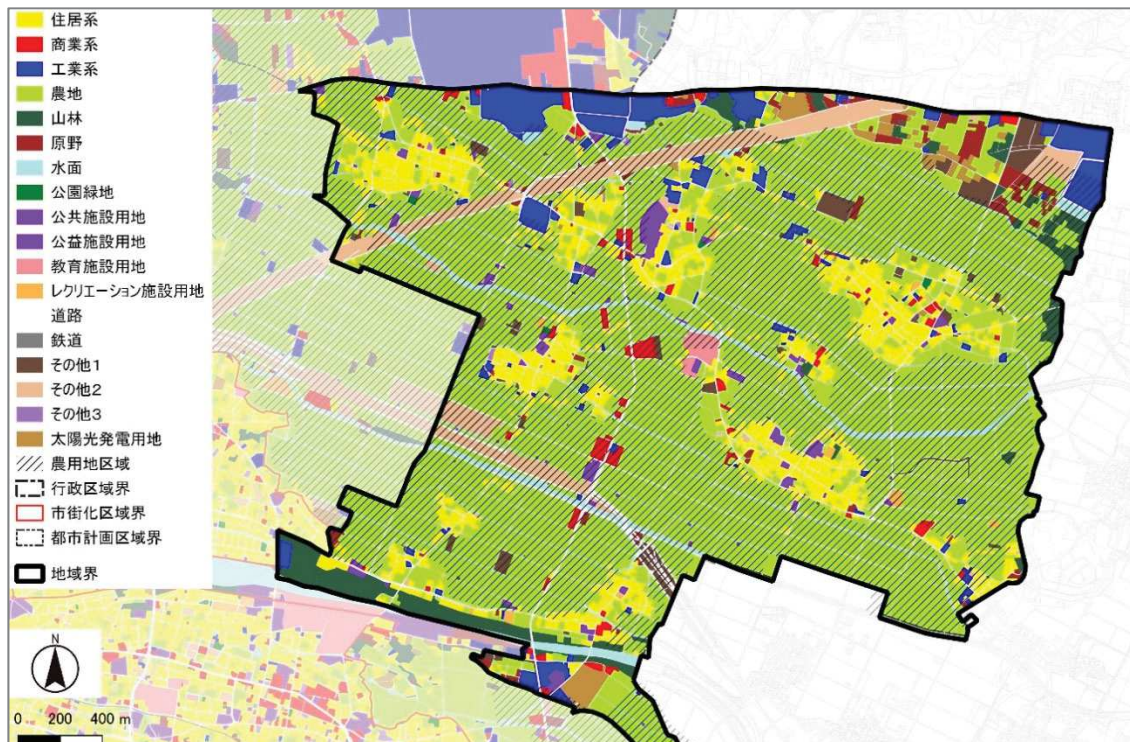 住居系
商業系
工業系
農地
山林
原野
水面
公園緑地
公共施設用地
公益施設用地
教育施設用地
レクリエーション施設用地
道路
鉄道
その他1
その他2
その他3
太陽光発電用地
農用地区域
行政区域界
市街化区域界
都市計画区域界
地域界
N
0 200 400 m